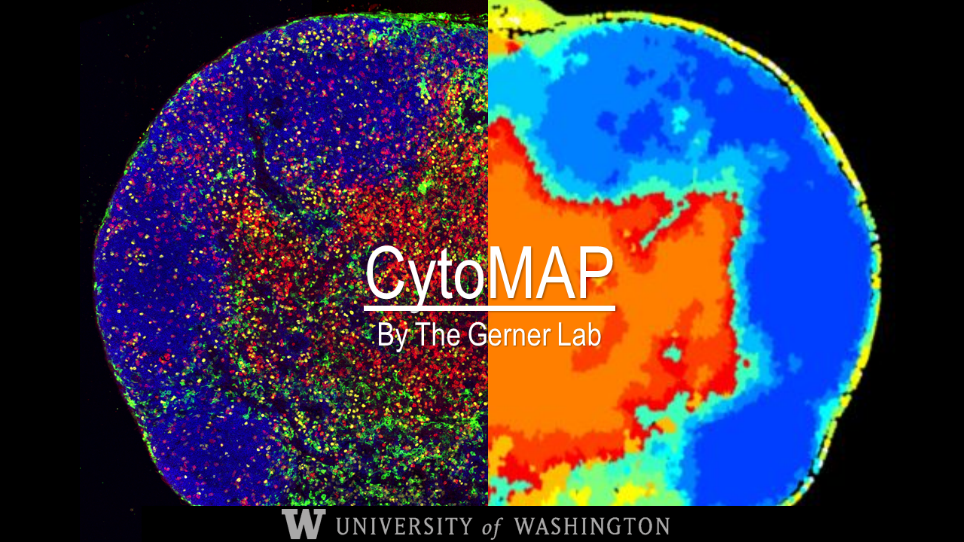 CytoMAP
By The Gerner Lab
W UNIVERSITY of WASHINGTON